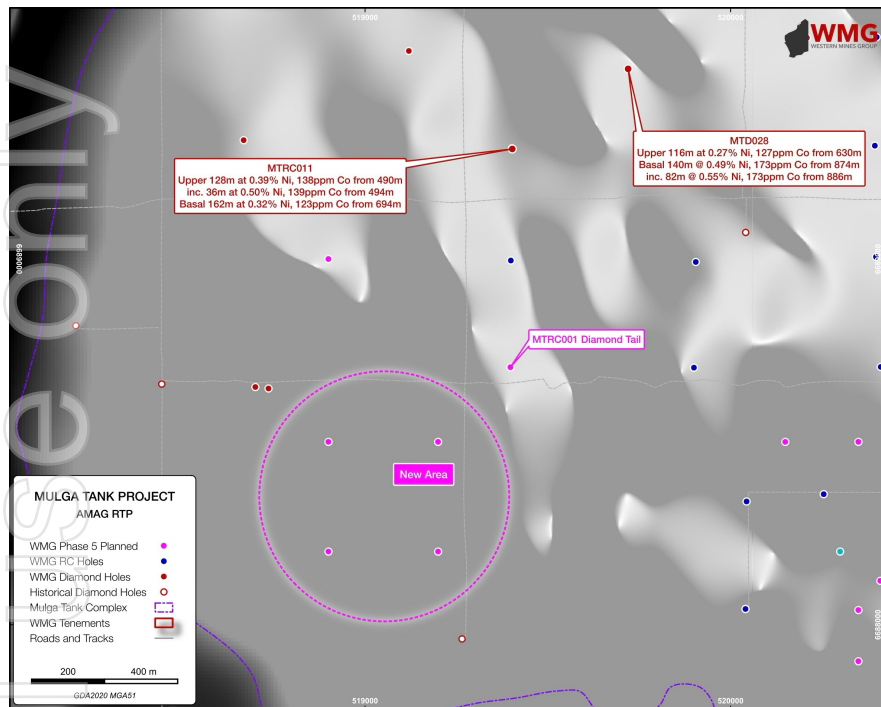 519000
520000
WMG
WESTERN MINES GROUP
MTD028
Upper 116m at 0.27% Ni, 127ppm Co from 630m
Basal 140m @ 0.49% Ni, 173ppm Co from 874m
inc. 82m @ 0.55% Ni, 173ppm Co from 886m
MTRC011
Upper 128m at 0.39% Ni, 138ppm Co from 490m
inc. 36m at 0.50% Ni, 139ppm Co from 494m
Basal 162m at 0.32% Ni, 123ppm Co from 694m
MTRC001 Diamond Tail
New Area
MULGA TANK PROJECT
AMAG RTP
WMG Phase 5 Planned
WMG RC Holes
WMG Diamond Holes
Historical Diamond Holes
Mulga Tank Complex
WMG Tenements
Roads and Tracks
200 400 m
GDA2020 MGA51
6688000
519000
520000
use only